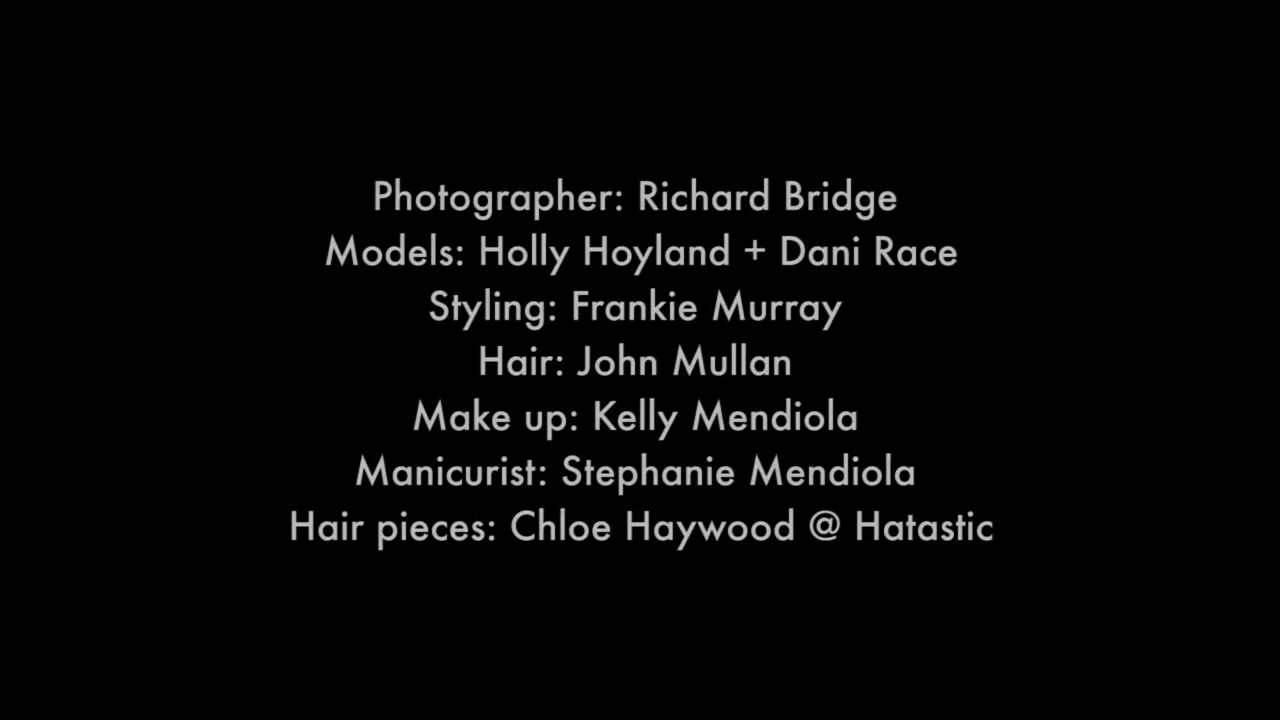 Photographer: Richard Bridge
Models: Holly Hoyland + Dani Race
Styling: Frankie Murray
Hair: John Mullan
Make up: Kelly Mendiola
Manicurist: Stephanie Mendiola
Hair pieces: Chloe Haywood @ Hatastic